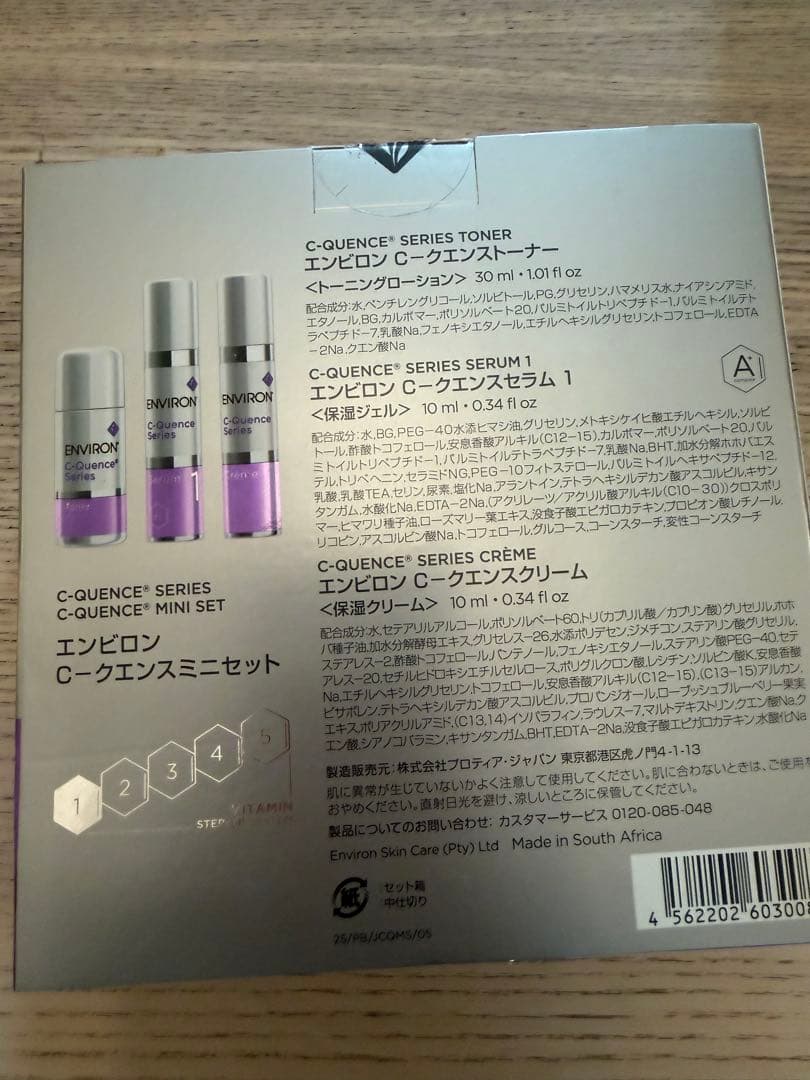 C-QUENCE® SERIES TONER
エンビロン C－クエンストーナー
＜トーニングローション＞ 30 ml・1.01 fl oz
配合成分:水,ペンチレングリコール,ソルビトール,PG,グリセリン,ハマメリス水,ナイアシンアミド,
エタノール,BG,カルボマー,ポリソルベート20,パルミトイルトリペプチド-1,パルミトイルテト
ラペプチド-7,乳酸Na,フェノキシエタノール,エチルヘキシルグリセリン,トコフェロール,EDTA
-2Na,クエン酸Na
C-QUENCE® SERIES SERUM 1
エンビロン C－クエンスセラム 1
＜保湿ジェル＞ 10 ml・0.34 fl oz
配合成分:水,BG,PEG-40水添ヒマシ油,グリセリン,メトキシケイヒ酸エチルヘキシル,ソルビ
トール,酢酸トコフェロール,安息香酸アルキル(C12-15),カルボマー,ポリソルベート20,パル
ミトイルトリペプチド-1,パルミトイルテトラペプチド-7,乳酸Na,BHT,加水分解ホホバエス
テル,トリベヘニン,セラミドNG,PEG-10フィトステロール,パルミトイルヘキサペプチド-12,
乳酸,乳酸TEA,セリン,尿素,塩化Na,アラントイン,テトラヘキシルデカン酸アスコルビル,キサン
タンガム,水酸化Na,EDTA-2Na,(アクリレーツ/アクリル酸アルキル(C10-30))クロスポリ
マー,ヒマワリ種子油,ローズマリー葉エキス,没食子酸エピガロカテキン,プロピオン酸レチノール,
リコピン,アスコルビン酸Na,トコフェロール,グルコース,コーンスターチ,変性コーンスターチ
A+
C-QUENCE® SERIES CRÈME
エンビロン C－クエンスクリーム
＜保湿クリーム＞ 10 ml・0.34 fl oz
配合成分:水,セテアリルアルコール,ポリソルベート60,トリ(カプリル酸/カプリン酸)グリセリル,ホホ
バ種子油,加水分解酵母エキス,グリセレス-26,水添ポリデセン,ジメチコン,ステアリン酸グリセリル,
ステアレス-2,酢酸トコフェロール,パンテノール,フェノキシエタノール,ステアリン酸PEG-40,セテ
アレス-20,セチルヒドロキシエチルセルロース,ポリグルクロン酸,レシチン,ソルビン酸K,安息香酸
Na,エチルヘキシルグリセリン,トコフェロール,安息香酸アルキル(C12-15),(C13-15)アルカン,
ビサボレン,テトラヘキシルデカン酸アスコルビル,プロパンジオール,ローブッシュブルーベリー果実
エキス,ポリアクリルアミド,(C13,14)イソパラフィン,ラウレス-7,マルトデキストリン,クエン酸Na,ク
エン酸,シアノコバラミン,キサンタンガム,BHT,EDTA-2Na,没食子酸エピガロカテキン,水酸化Na
製造販売元:株式会社プロティア・ジャパン 東京都港区虎ノ門4-1-13
肌に異常が生じていないかよく注意して使用してください。肌に合わないときは、ご使用を
おやめください。直射日光を避け、涼しいところに保管してください。
製品についてのお問い合わせ: カスタマーサービス 0120-085-048
Environ Skin Care (Pty) Ltd Made in South Africa
紙
セット箱
中仕切り
25/PB/JCQMS/05
4 562202 60300
ENVIRON®
C-Quence®
Series
Toner
ENVIRON
C-Quence
Series
Serum 1
ENVIRON
C-Quence
Series
Crème
C-QUENCE® SERIES
C-QUENCE® MINI SET
エンビロン
C－クエンスミニセット
1 2 3 4 5
VITAMIN
STEP